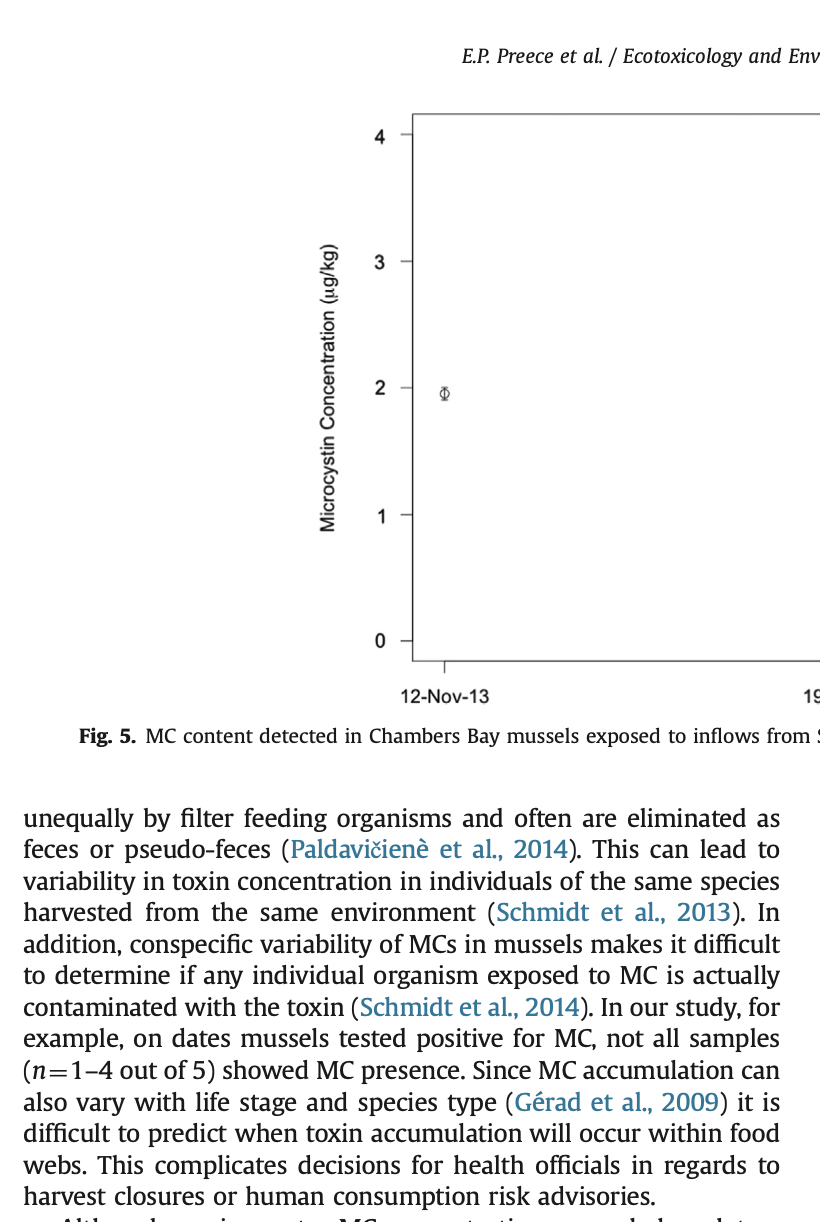 E.P. Preece et al. / Ecotoxicology and
4
3
2
1
0
Microcystin Concentration (μg/kg)
12-Nov-13
Fig. 5. MC content detected in Chambers Bay mussels exposed to inflows from
unequally by filter feeding organisms and often are eliminated as
feces or pseudo-feces (Paldavičienè et al., 2014). This can lead to
variability in toxin concentration in individuals of the same species
harvested from the same environment (Schmidt et al., 2013). In
addition, conspecific variability of MCs in mussels makes it difficult
to determine if any individual organism exposed to MC is actually
contaminated with the toxin (Schmidt et al., 2014). In our study, for
example, on dates mussels tested positive for MC, not all samples
(n=1–4 out of 5) showed MC presence. Since MC accumulation can
also vary with life stage and species type (Gérad et al., 2009) it is
difficult to predict when toxin accumulation will occur within food
webs. This complicates decisions for health officials in regards to
harvest closures or human consumption risk advisories.